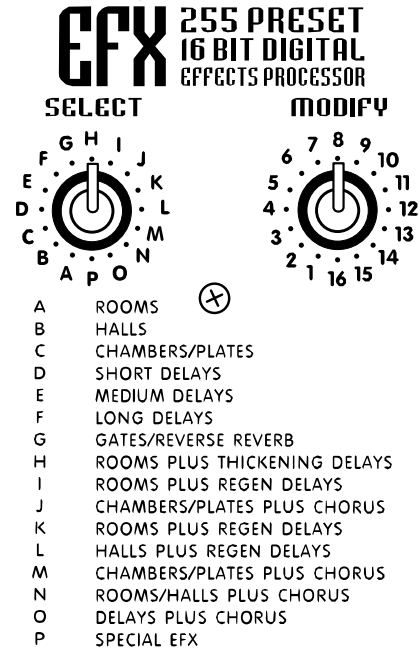 EFX 255 PRESET
16 BIT DIGITAL
EFFECTS PROCESSOR
SELECT MODIFY
A B C D E F G H I J K L M N O P
1 2 3 4 5 6 7 8 9 10 11 12 13 14 15 16
A ROOMS
B HALLS
C CHAMBERS/PLATES
D SHORT DELAYS
E MEDIUM DELAYS
F LONG DELAYS
G GATES/REVERSE REVERB
H ROOMS PLUS THICKENING DELAYS
I ROOMS PLUS REGEN DELAYS
J CHAMBERS/PLATES PLUS CHORUS
K ROOMS PLUS REGEN DELAYS
L HALLS PLUS REGEN DELAYS
M CHAMBERS/PLATES PLUS CHORUS
N ROOMS/HALLS PLUS CHORUS
O DELAYS PLUS CHORUS
P SPECIAL EFX